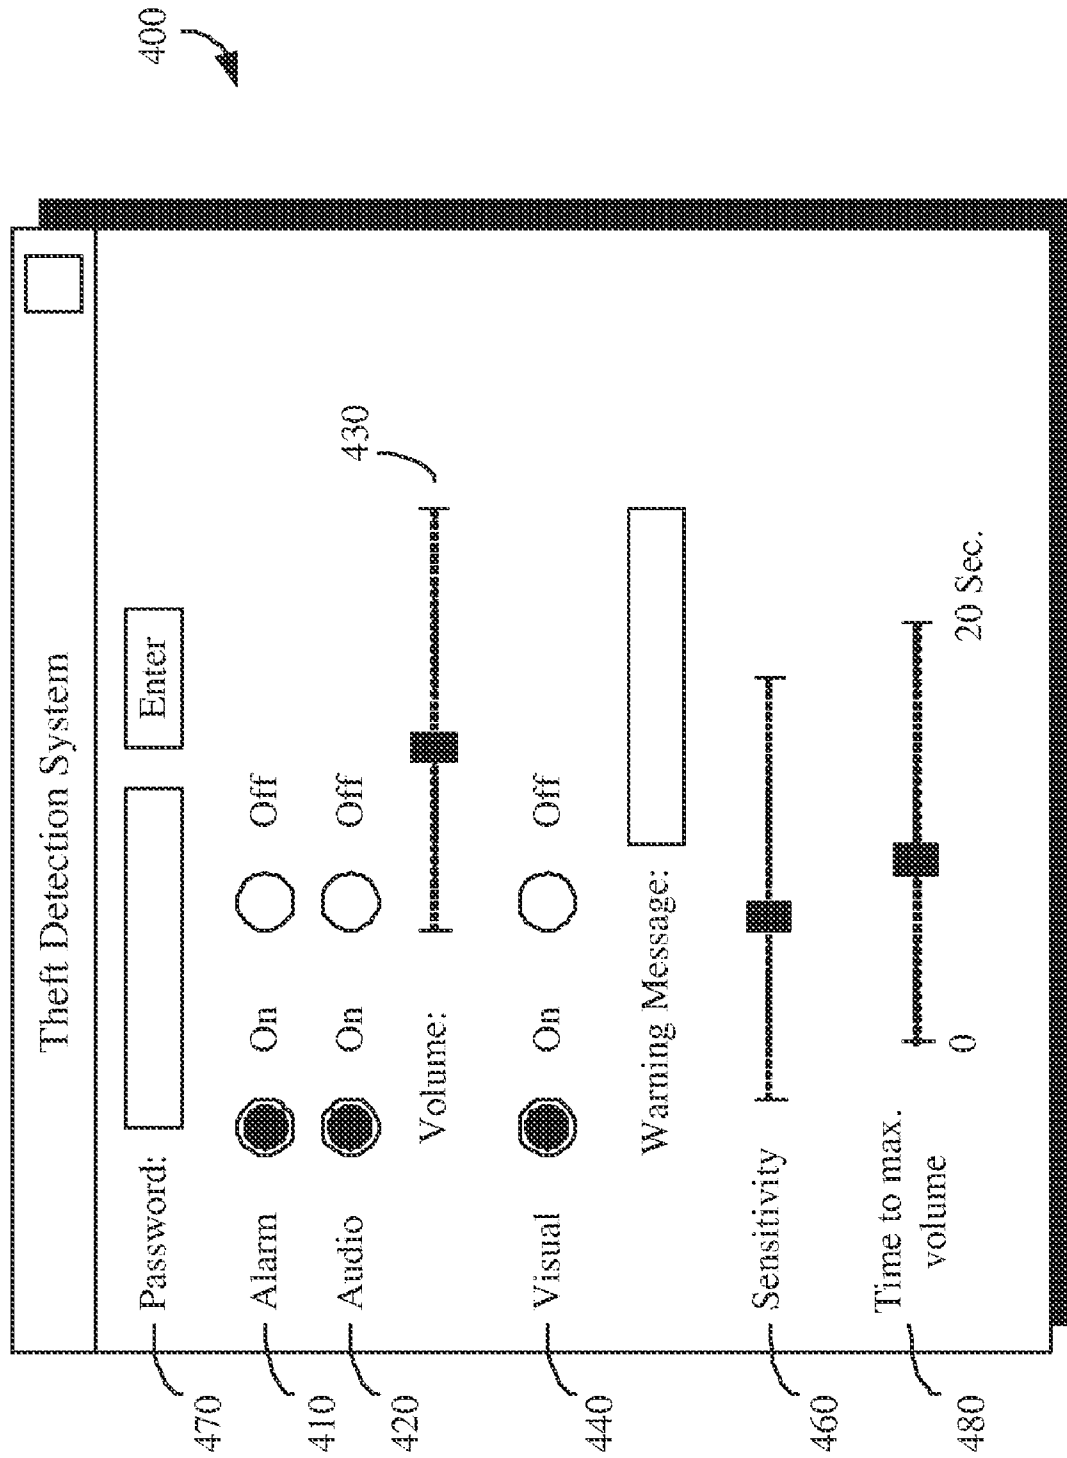 400
Theft Detection System
470 Password: Enter
410 Alarm On Off
420 Audio On Off
Volume: 430
440 Visual On Off
Warning Message:
460 Sensitivity
480 Time to max.
volume
0 20 Sec.